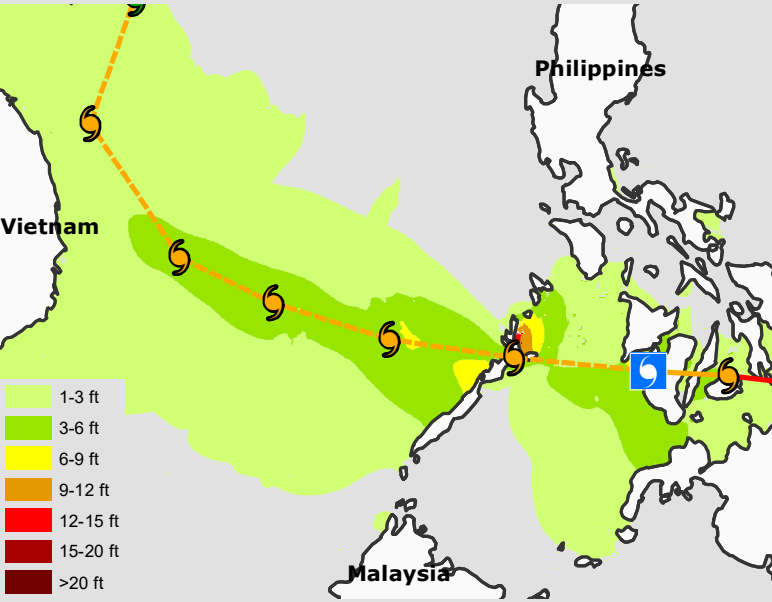 Philippines
Vietnam
1-3 ft
3-6 ft
6-9 ft
9-12 ft
12-15 ft
15-20 ft
>20 ft
Malaysia